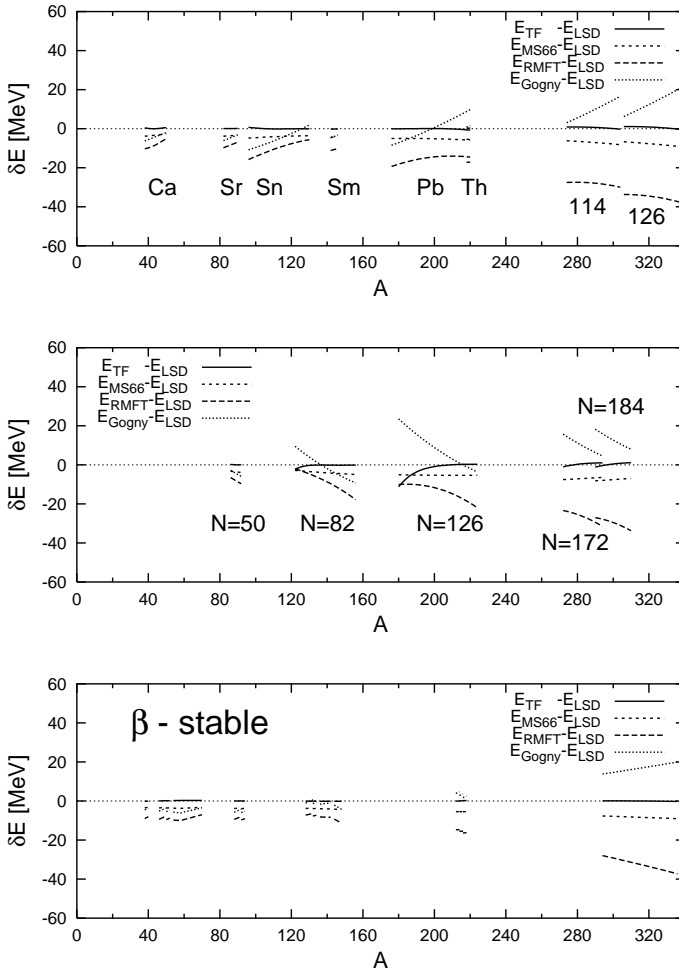 60
40
20
0
-20
-40
-60
δE [MeV]
E_TF -E_LSD
E_MS66-E_LSD
E_RMFT-E_LSD
E_Gogny-E_LSD
Ca Sr Sn Sm Pb Th 114 126
0 40 80 120 160 200 240 280 320
A
60
40
20
0
-20
-40
-60
δE [MeV]
E_TF -E_LSD
E_MS66-E_LSD
E_RMFT-E_LSD
E_Gogny-E_LSD
N=184
N=50 N=82 N=126
N=172
0 40 80 120 160 200 240 280 320
A
60
40
20
0
-20
-40
-60
δE [MeV]
β - stable
E_TF -E_LSD
E_MS66-E_LSD
E_RMFT-E_LSD
E_Gogny-E_LSD
0 40 80 120 160 200 240 280 320
A